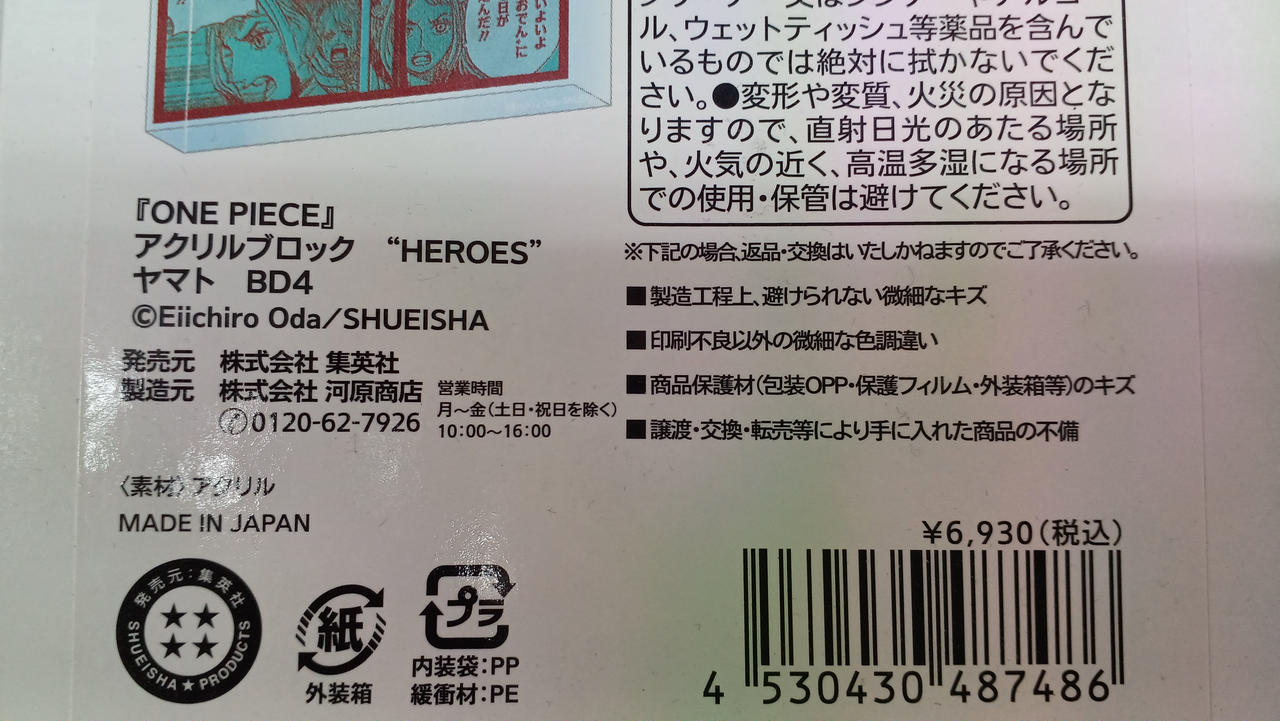 いよいよ
おでんに
日が
んだ!!
ル、ウェットティッシュ等薬品を含んで
いるものでは絶対に拭かないでくだ
さい。●変形や変質、火災の原因とな
りますので、直射日光のあたる場所
や、火気の近く、高温多湿になる場所
での使用・保管は避けてください。
『ONE PIECE』
アクリルブロック “HEROES”
ヤマト BD4
©Eiichiro Oda/SHUEISHA
発売元 株式会社 集英社
製造元 株式会社 河原商店
0120-62-7926
営業時間
月〜金(土日・祝日を除く)
10:00〜16:00
〈素材〉アクリル
MADE IN JAPAN
※下記の場合、返品・交換はいたしかねますのでご了承ください。
■製造工程上、避けられない微細なキズ
■印刷不良以外の微細な色調違い
■商品保護材(包装OPP・保護フィルム・外装箱等)のキズ
■譲渡・交換・転売等により手に入れた商品の不備
¥6,930(税込)
4 530430 487486
発売元:集英社
SHUEISHA★PRODUCTS
紙
外装箱
プラ
内装袋:PP
緩衝材:PE